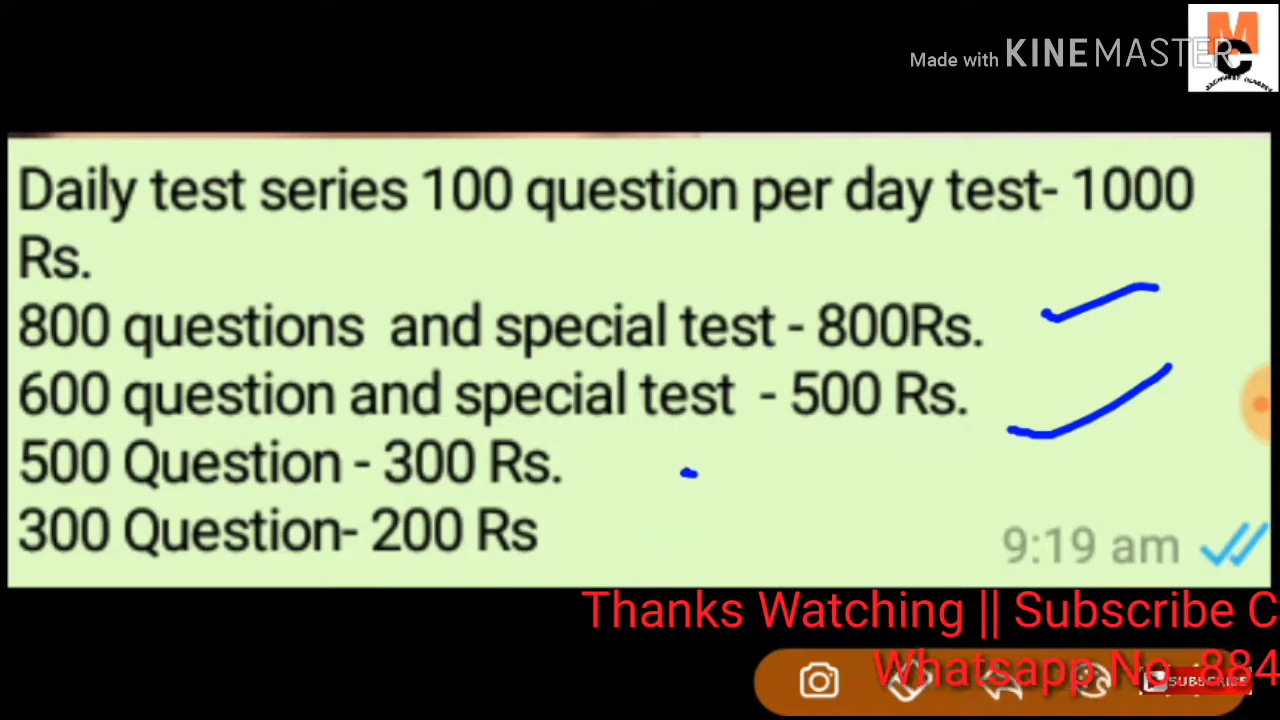 Made with KINEMASTER
MC
Daily test series 100 question per day test- 1000
Rs.
800 questions and special test - 800Rs.
600 question and special test - 500 Rs.
500 Question - 300 Rs.
300 Question- 200 Rs
9:19 am
Thanks Watching || Subscribe C
Whatsapp No. 884
SUBSCRIBE